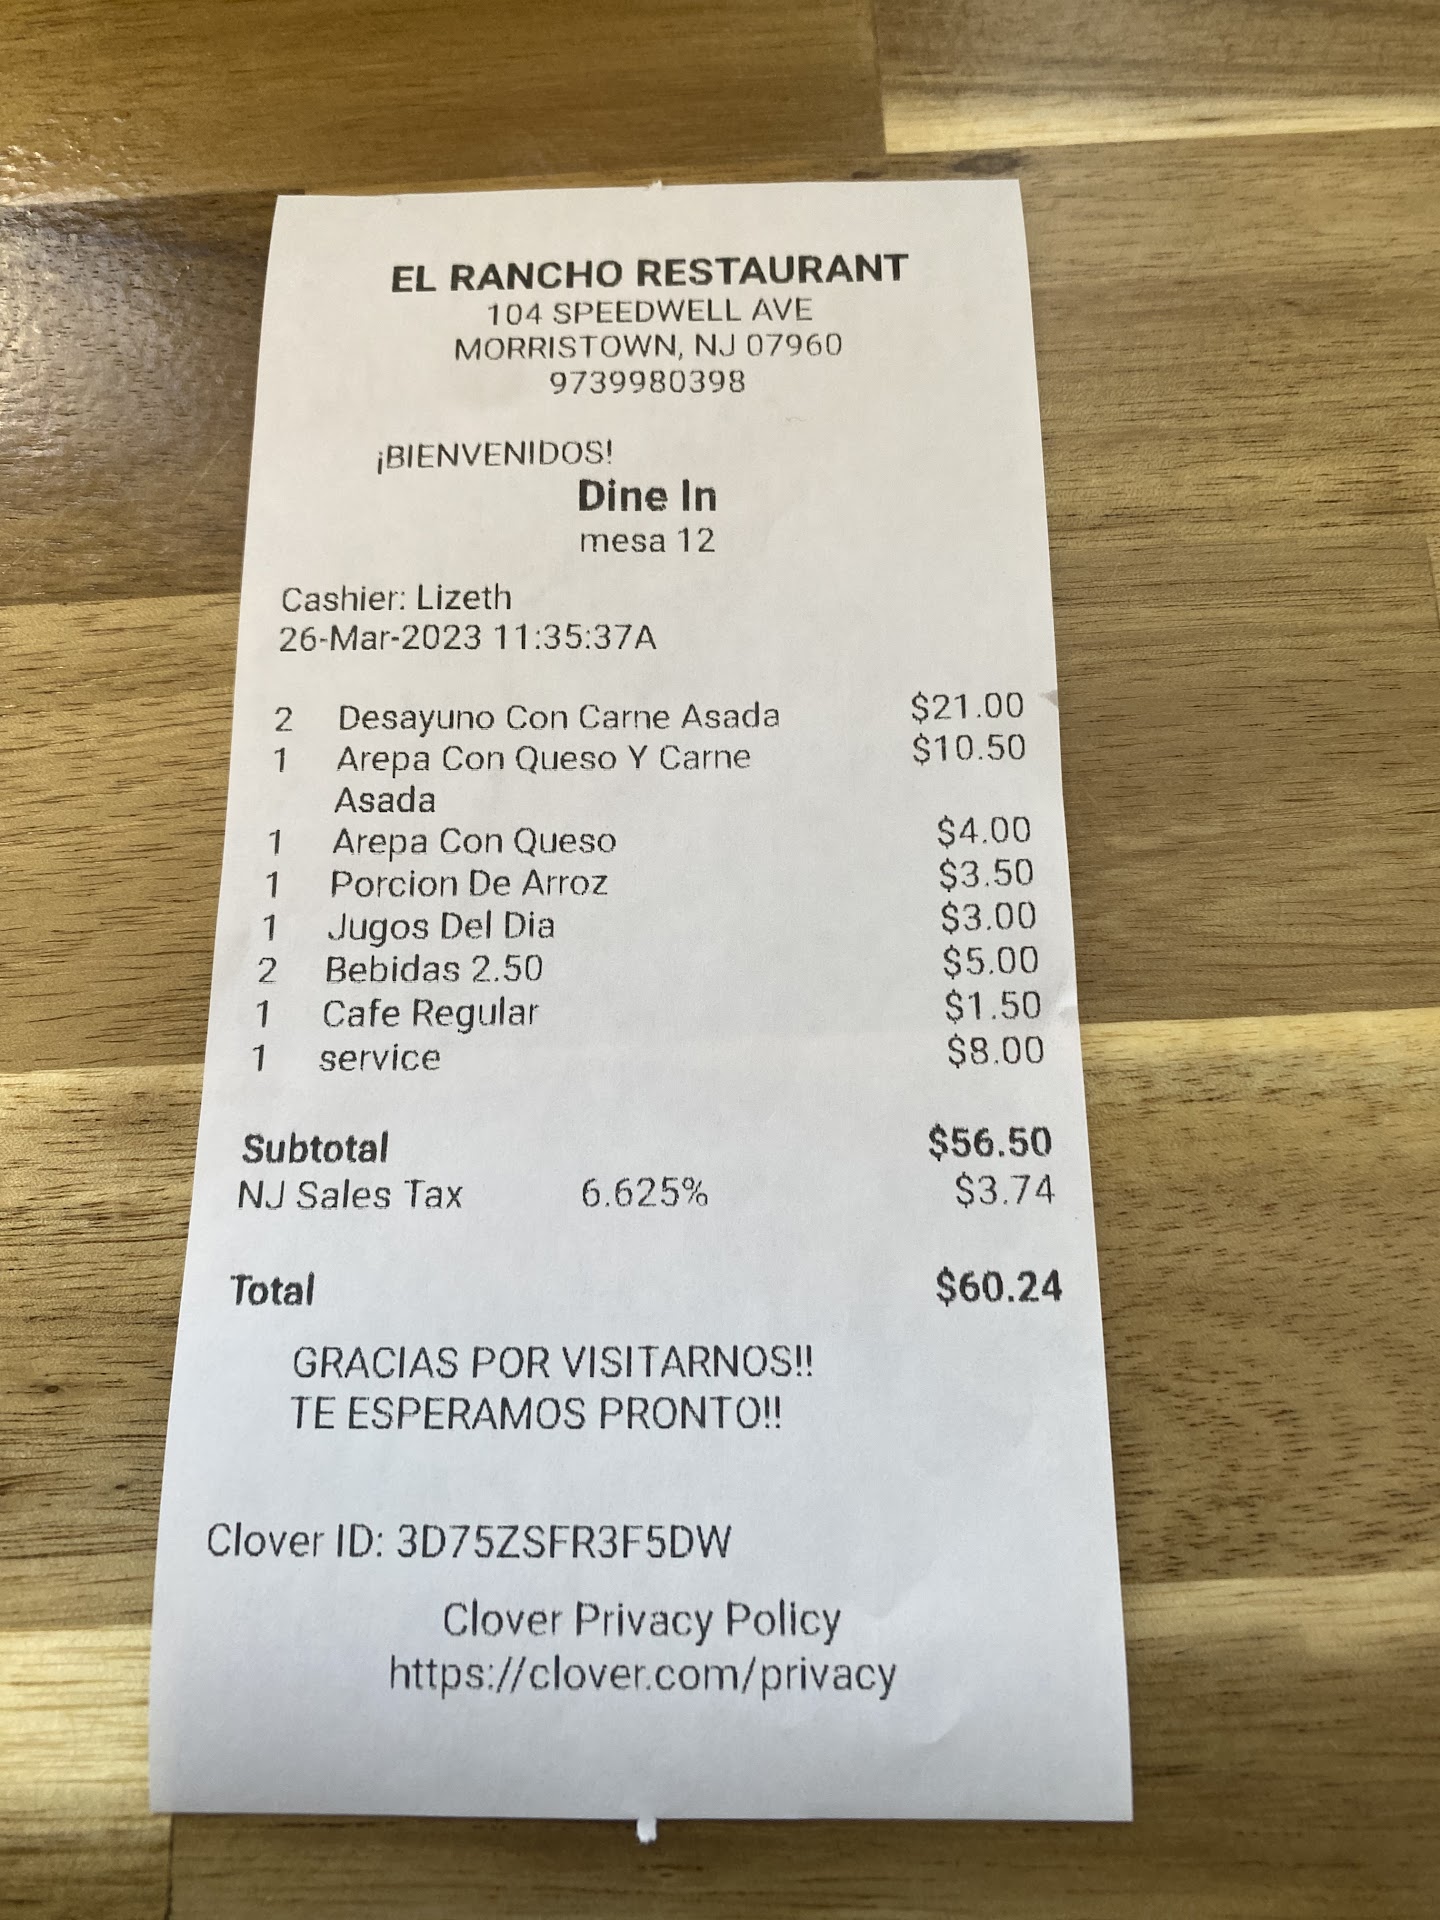 EL RANCHO RESTAURANT
104 SPEEDWELL AVE
MORRISTOWN, NJ 07960
9739980398
¡BIENVENIDOS!
Dine In
mesa 12
Cashier: Lizeth
26-Mar-2023 11:35:37A
2 Desayuno Con Carne Asada $21.00
1 Arepa Con Queso Y Carne $10.50
Asada
1 Arepa Con Queso $4.00
1 Porcion De Arroz $3.50
1 Jugos Del Dia $3.00
2 Bebidas 2.50 $5.00
1 Cafe Regular $1.50
1 service $8.00
Subtotal $56.50
NJ Sales Tax 6.625% $3.74
Total $60.24
GRACIAS POR VISITARNOS!!
TE ESPERAMOS PRONTO!!
Clover ID: 3D75ZSFR3F5DW
Clover Privacy Policy
https://clover.com/privacy